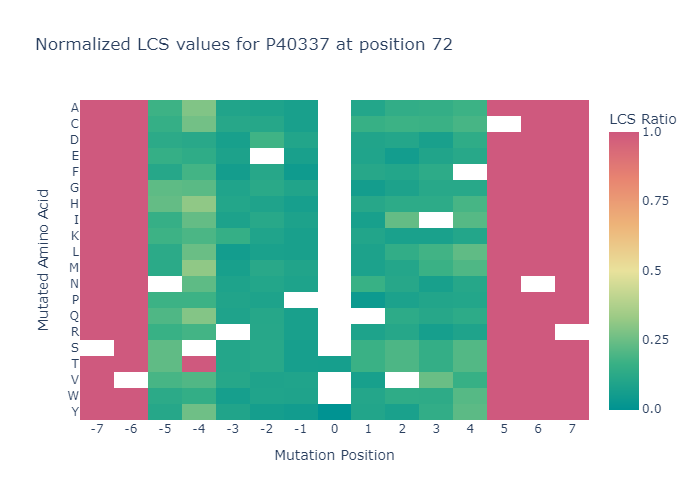 Normalized LCS values for P40337 at position 72
LCS Ratio
A
C
D
E
F
G
H
I
K
L
M
N
P
Q
R
S
T
V
W
Y
Mutated Amino Acid
1.0
0.75
0.5
0.25
0.0
-7 -6 -5 -4 -3 -2 -1 0 1 2 3 4 5 6 7
Mutation Position